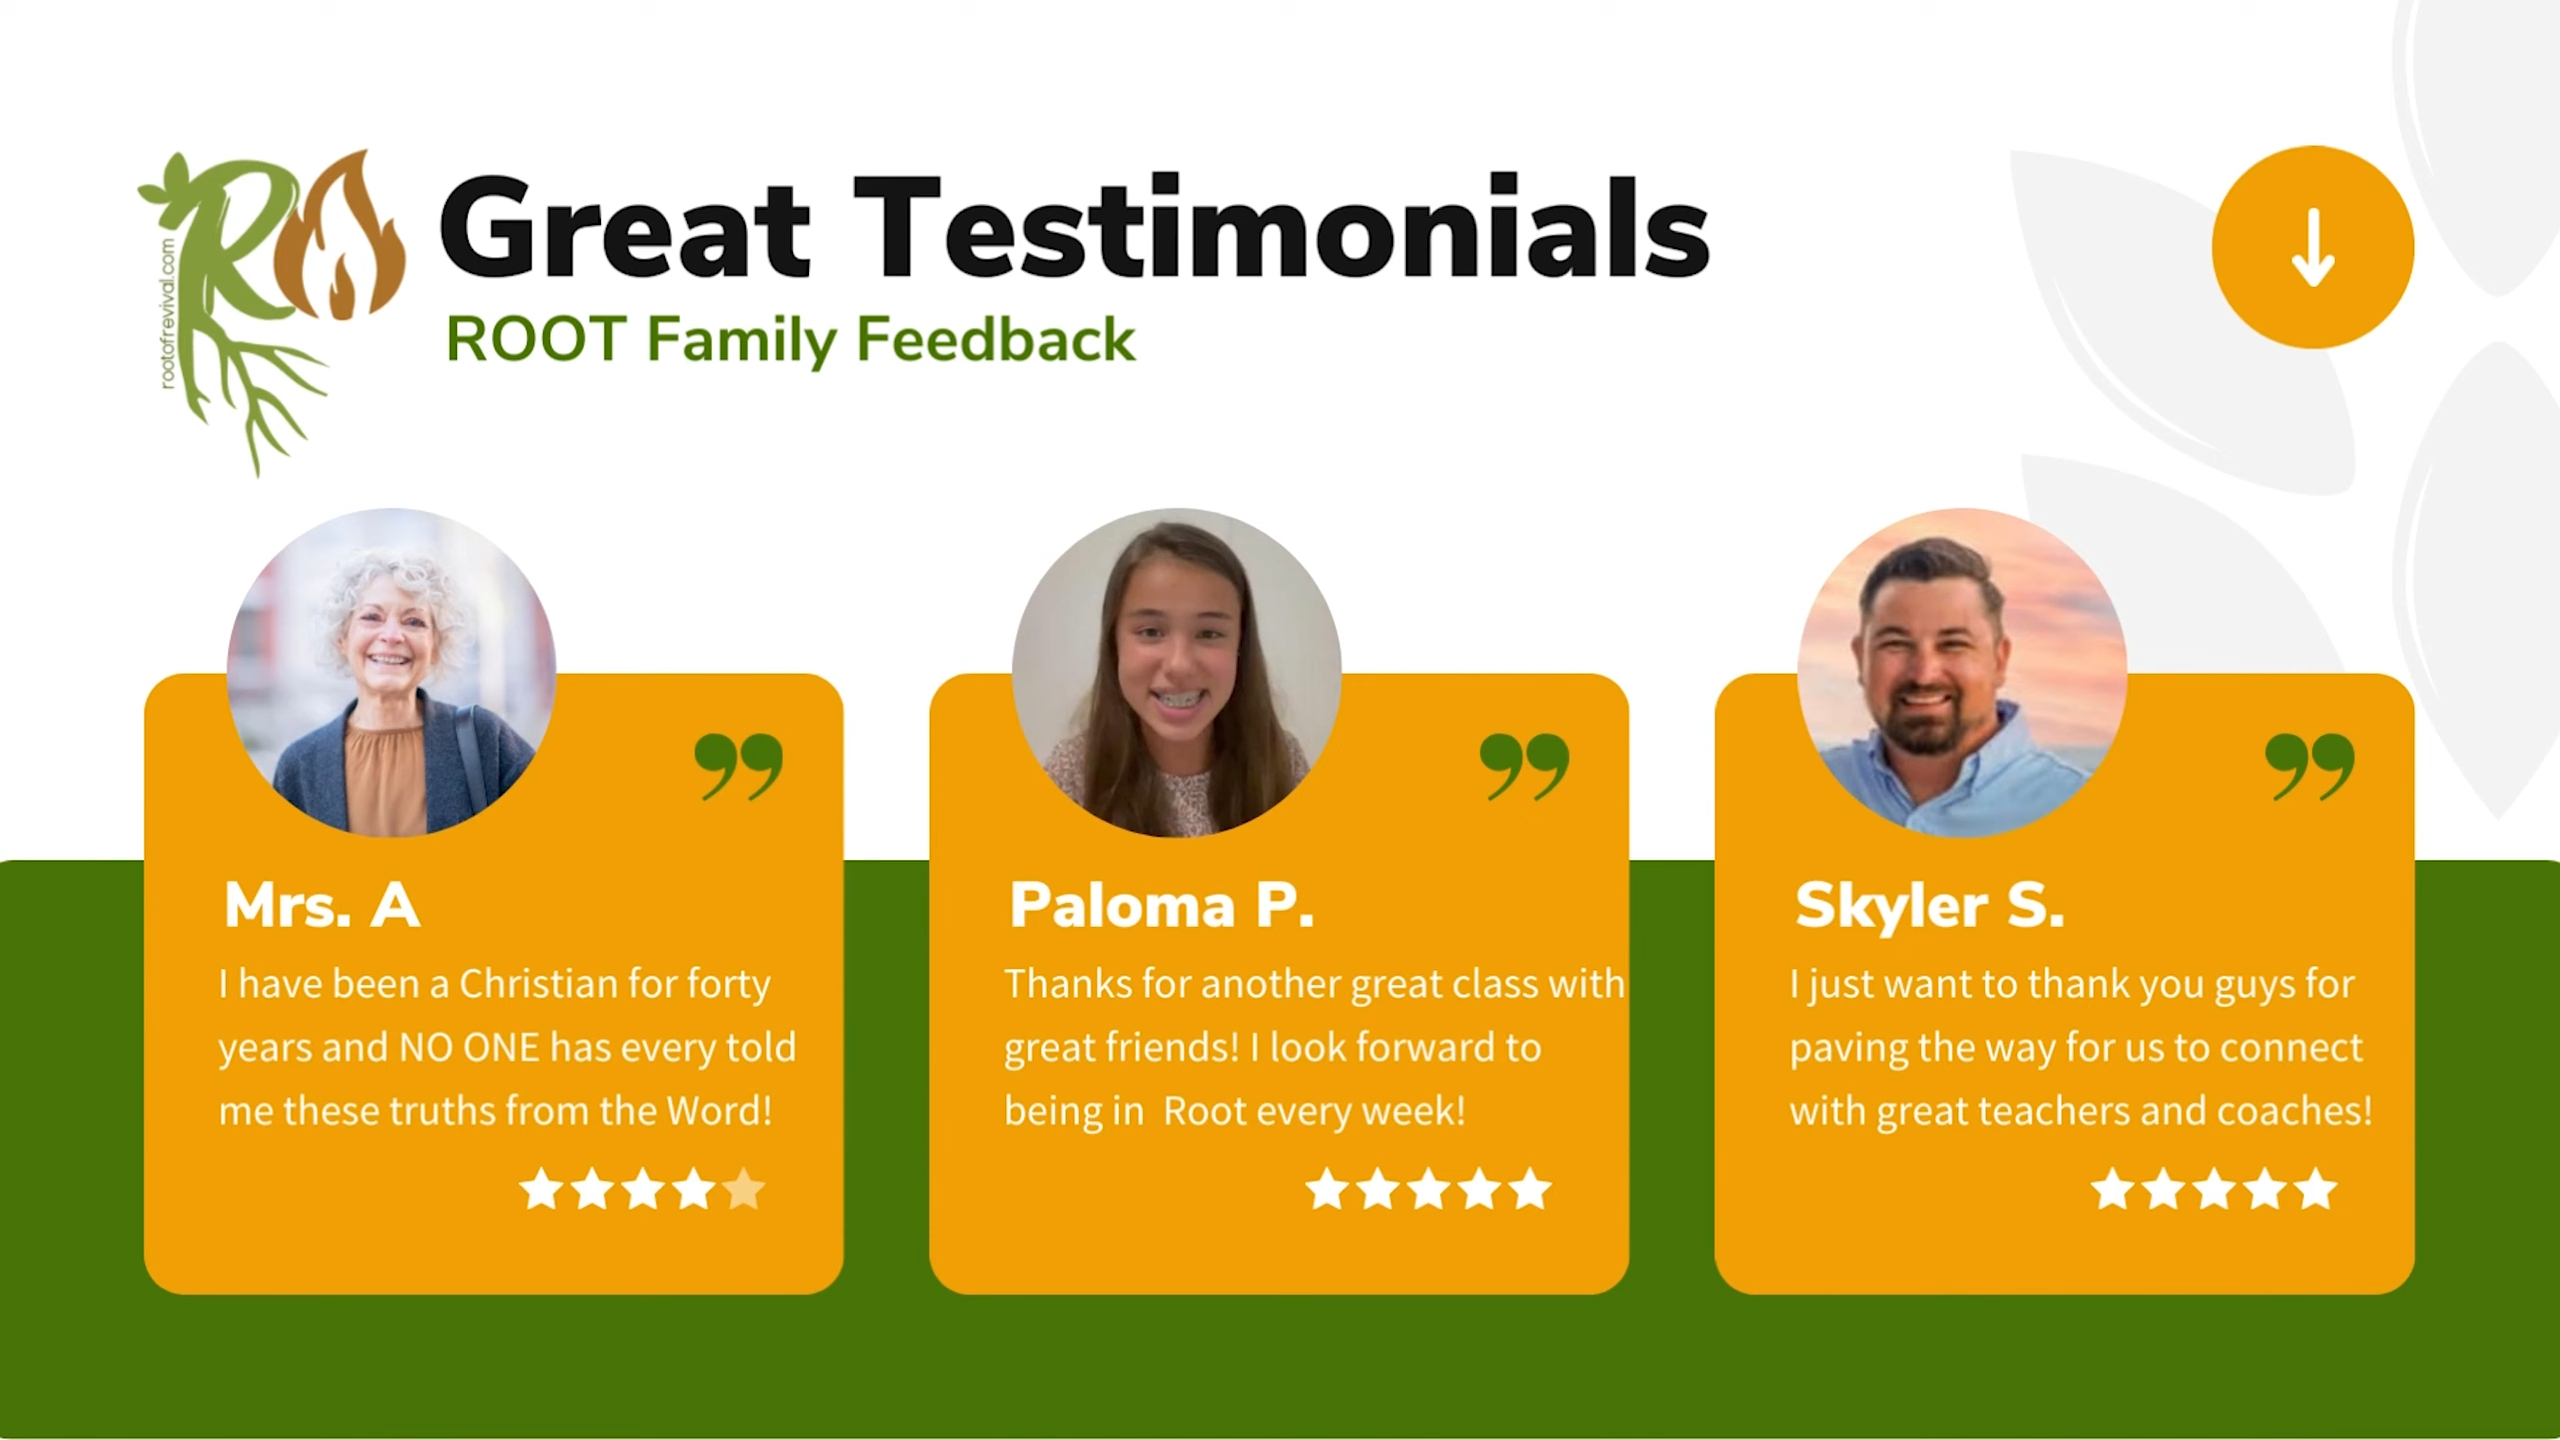 RO
rootofrevival.com
Great Testimonials
ROOT Family Feedback
Mrs. A
I have been a Christian for forty
years and NO ONE has every told
me these truths from the Word!
Paloma P.
Thanks for another great class with
great friends! I look forward to
being in  Root every week!
Skyler S.
I just want to thank you guys for
paving the way for us to connect
with great teachers and coaches!